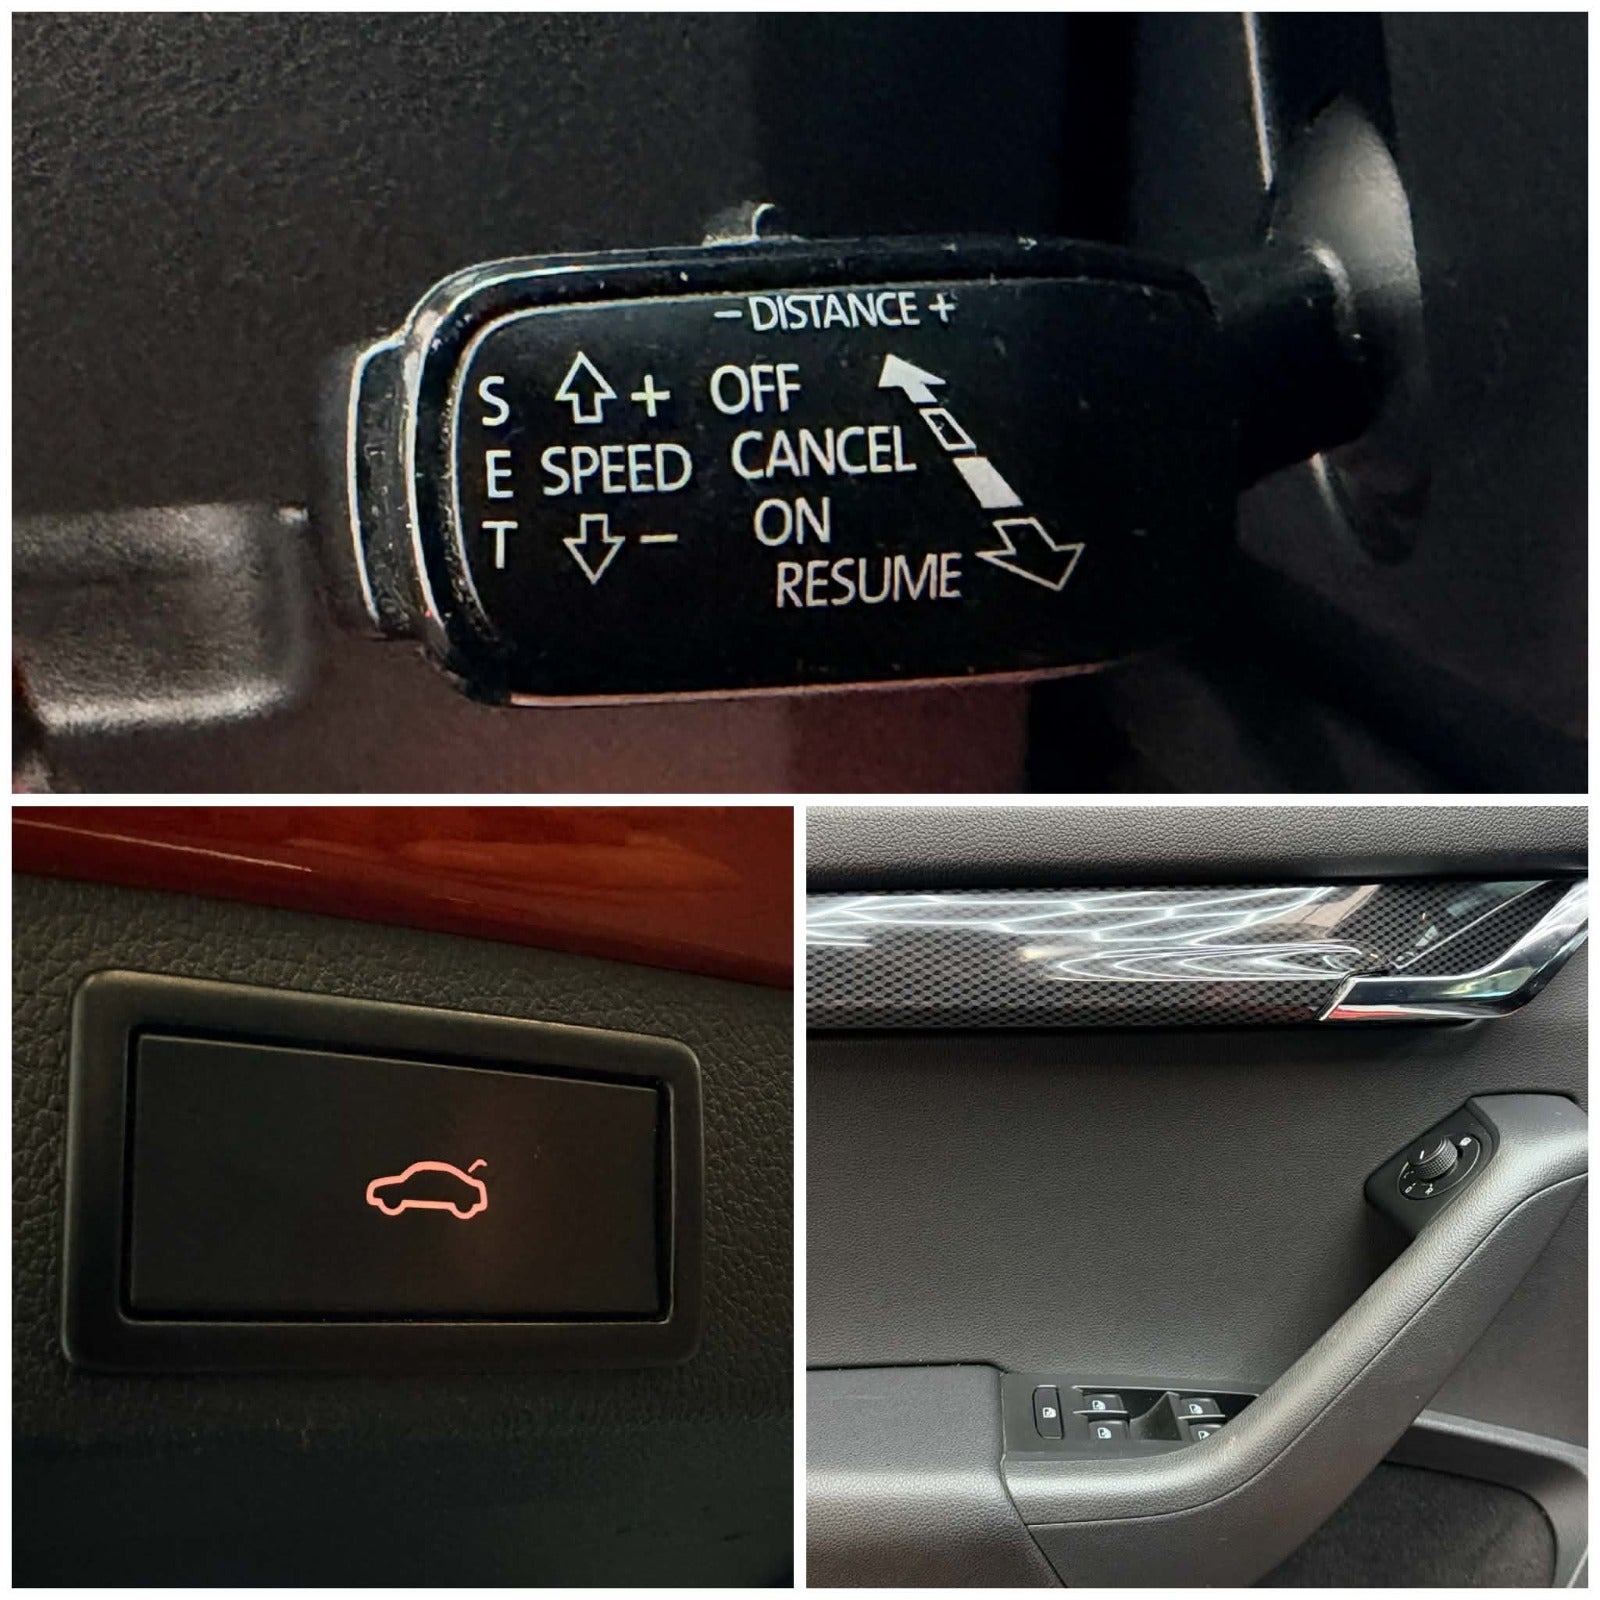 – DISTANCE +
S + OFF
E SPEED CANCEL
T – ON
RESUME